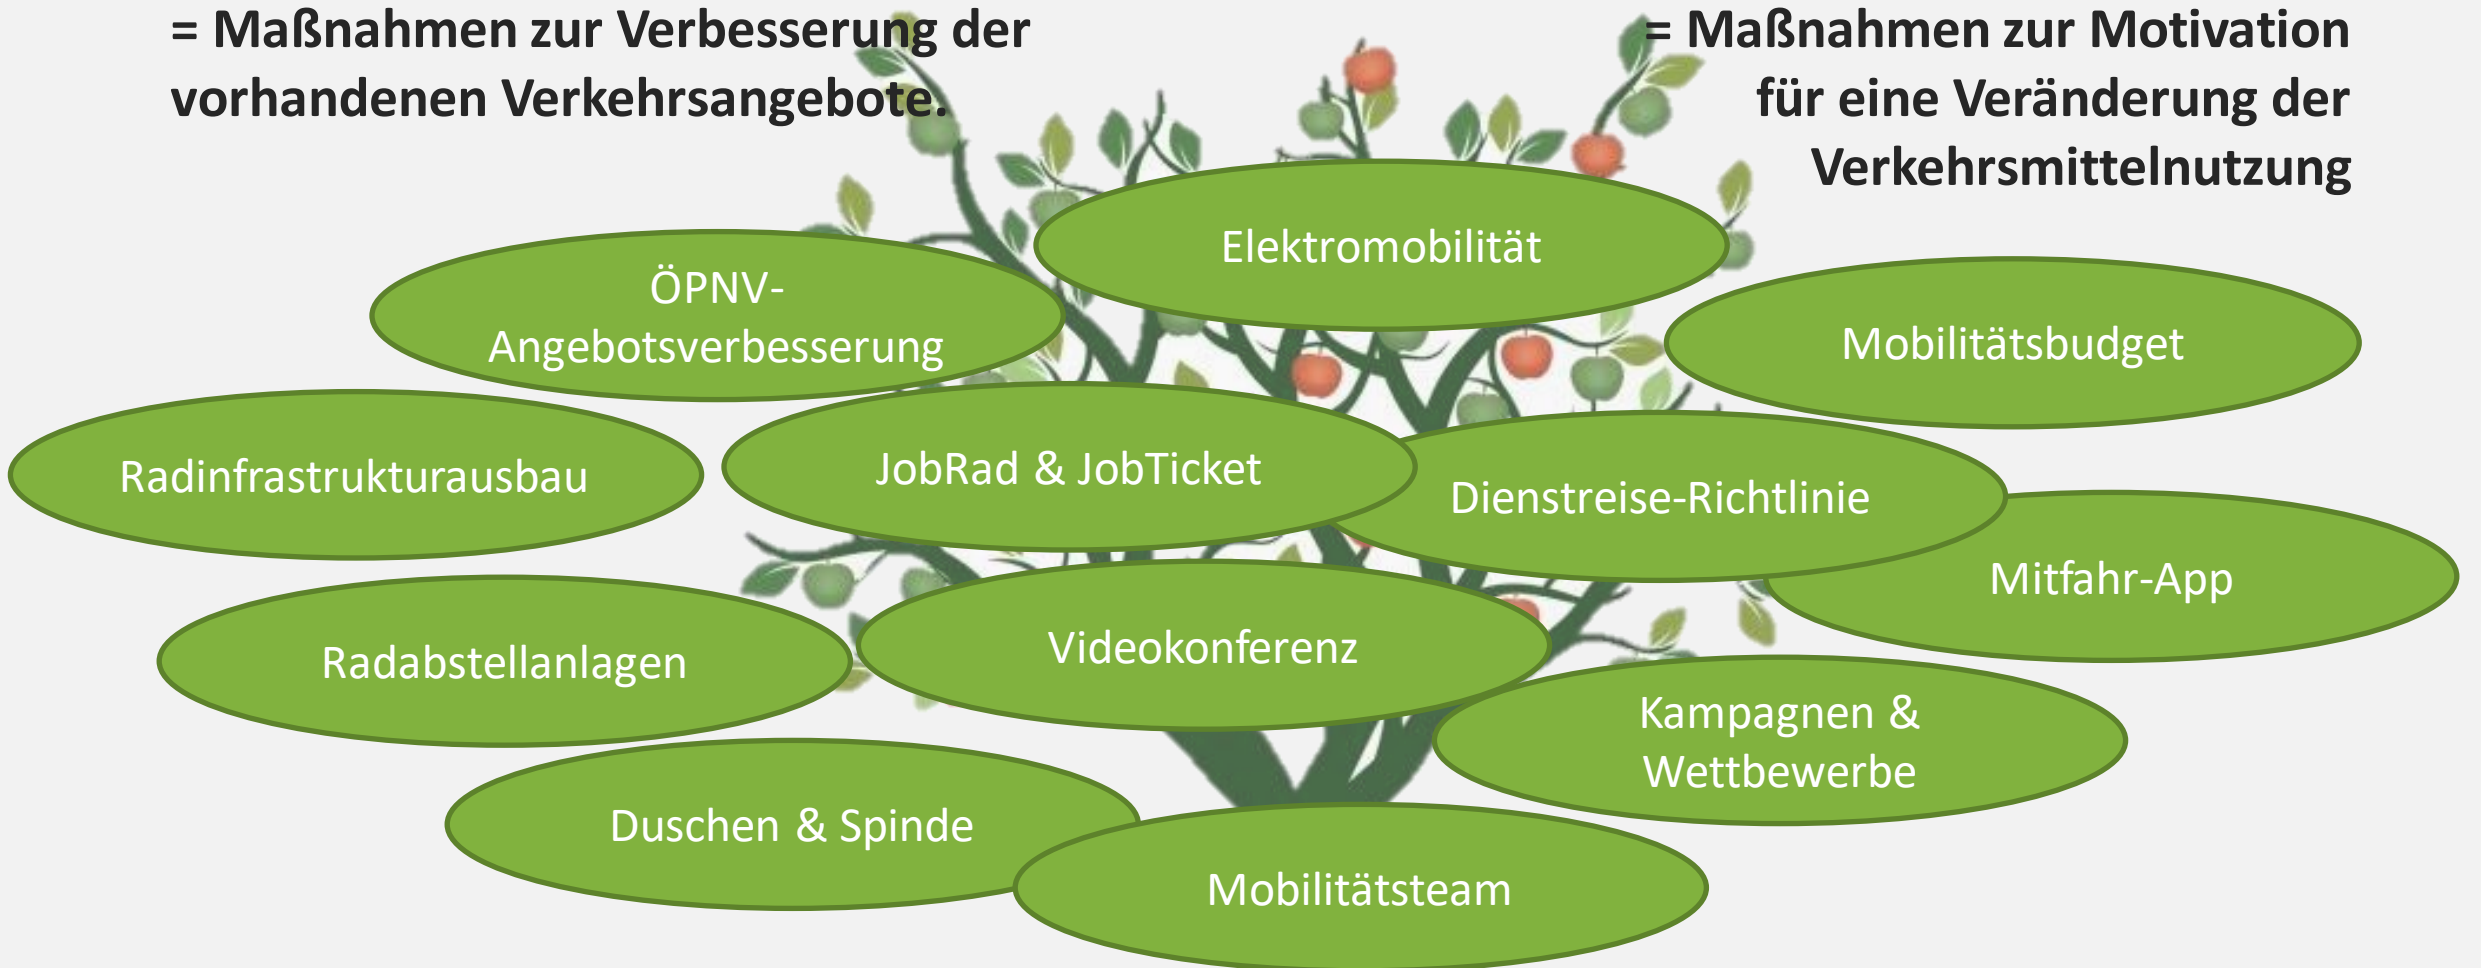 = Maßnahmen zur Verbesserung der
vorhandenen Verkehrsangebote.
= Maßnahmen zur Motivation
für eine Veränderung der
Verkehrsmittelnutzung
Elektromobilität
ÖPNV-
Angebotsverbesserung
Mobilitätsbudget
Radinfrastrukturausbau
JobRad & JobTicket
Dienstreise-Richtlinie
Mitfahr-App
Radabstellanlagen
Videokonferenz
Kampagnen &
Wettbewerbe
Duschen & Spinde
Mobilitätsteam